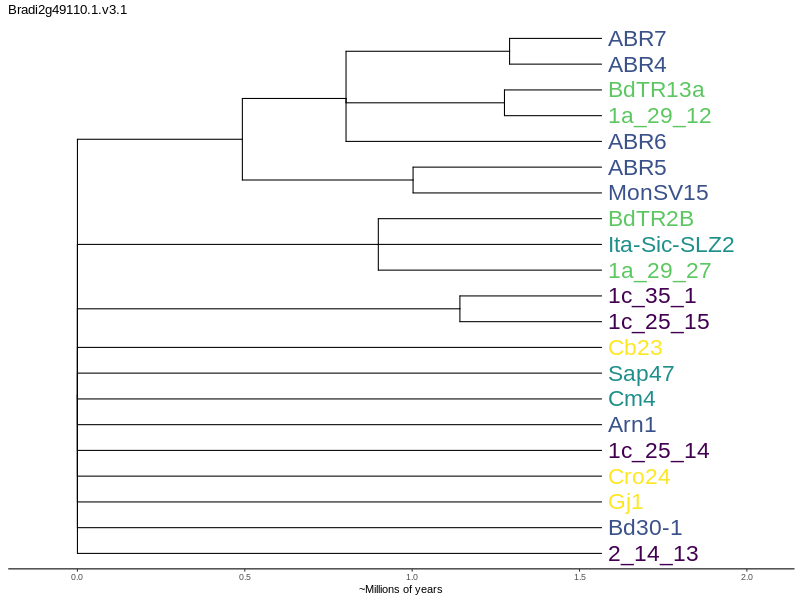 Bradi2g49110.1.v3.1
ABR7
ABR4
BdTR13a
1a_29_12
ABR6
ABR5
MonSV15
BdTR2B
Ita-Sic-SLZ2
1a_29_27
1c_35_1
1c_25_15
Cb23
Sap47
Cm4
Arn1
1c_25_14
Cro24
Gj1
Bd30-1
2_14_13
0.0 0.5 1.0 1.5 2.0
~Millions of years